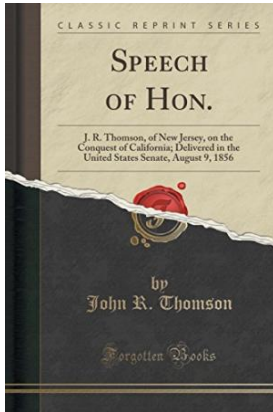 CLASSIC REPRINT SERIES
SPEECH
OF HON.
J. R. Thomson, of New Jersey, on the
Conquest of California; Delivered in the
United States Senate, August 9, 1856
by
John R. Thomson
Forgotten Books